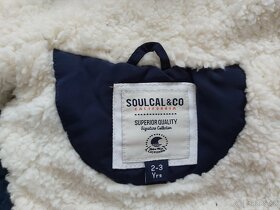 SOULCAL&CO
CALIFORNIA
SUPERIOR QUALITY
Signature Collection
2-3
Yrs